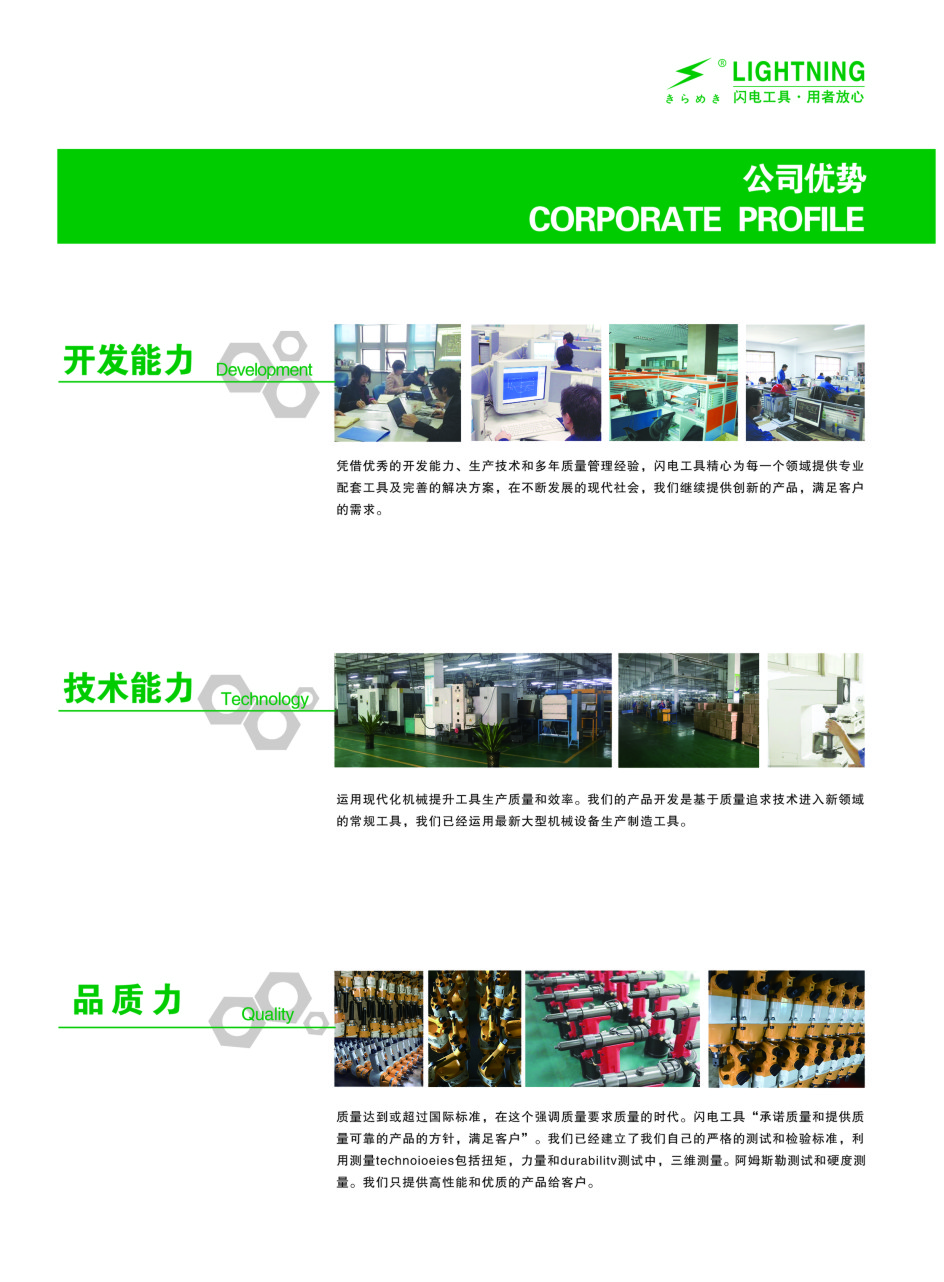 ® LIGHTNING
きらめき 闪电工具·用者放心
公司优势
CORPORATE PROFILE
开发能力 Development
凭借优秀的开发能力、生产技术和多年质量管理经验，闪电工具精心为每一个领域提供专业
配套工具及完善的解决方案，在不断发展的现代社会，我们继续提供创新的产品，满足客户
的需求。
技术能力 Technology
运用现代化机械提升工具生产质量和效率。我们的产品开发是基于质量追求技术进入新领域
的常规工具，我们已经运用最新大型机械设备生产制造工具。
品质力 Quality
质量达到或超过国际标准，在这个强调质量要求质量的时代。闪电工具“承诺质量和提供质
量可靠的产品的方针，满足客户”。我们已经建立了我们自己的严格的测试和检验标准，利
用测量technoioeies包括扭矩，力量和durabilitv测试中，三维测量。阿姆斯勒测试和硬度测
量。我们只提供高性能和优质的产品给客户。